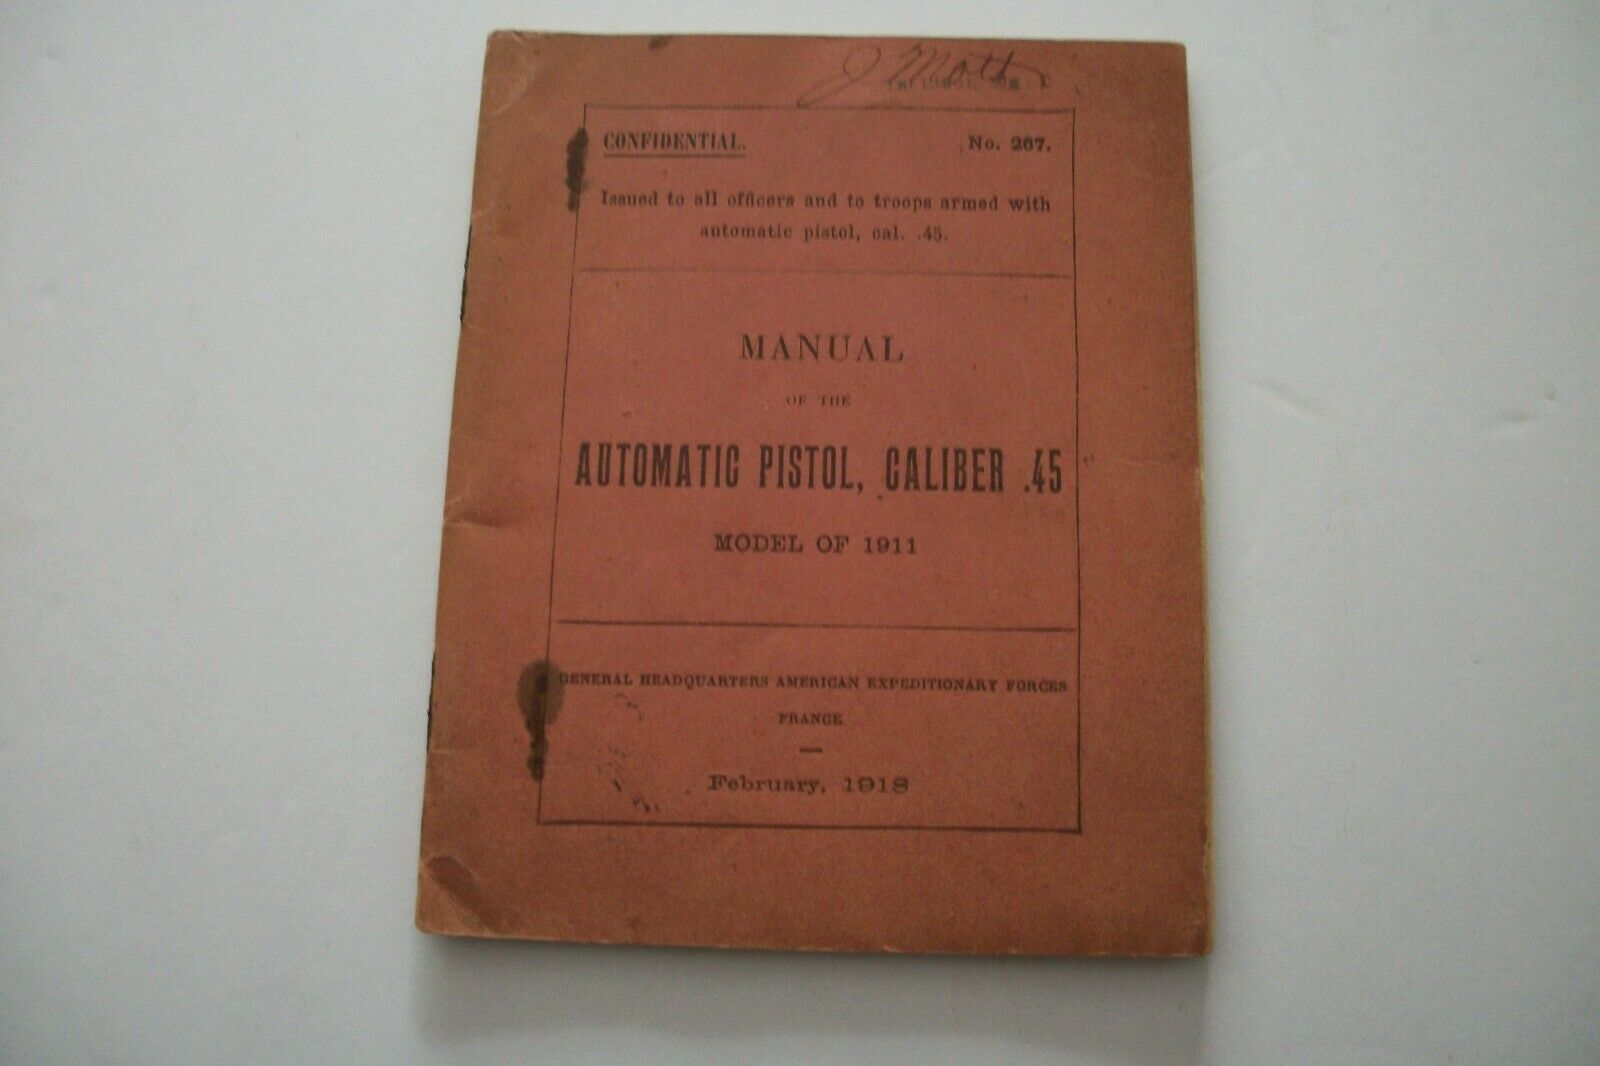 CONFIDENTIAL. No. 267.
Issued to all officers and to troops armed with
automatic pistol, cal. .45.
MANUAL
OF THE
AUTOMATIC PISTOL, CALIBER .45
MODEL OF 1911
GENERAL HEADQUARTERS AMERICAN EXPEDITIONARY FORCES
FRANCE
February, 1918